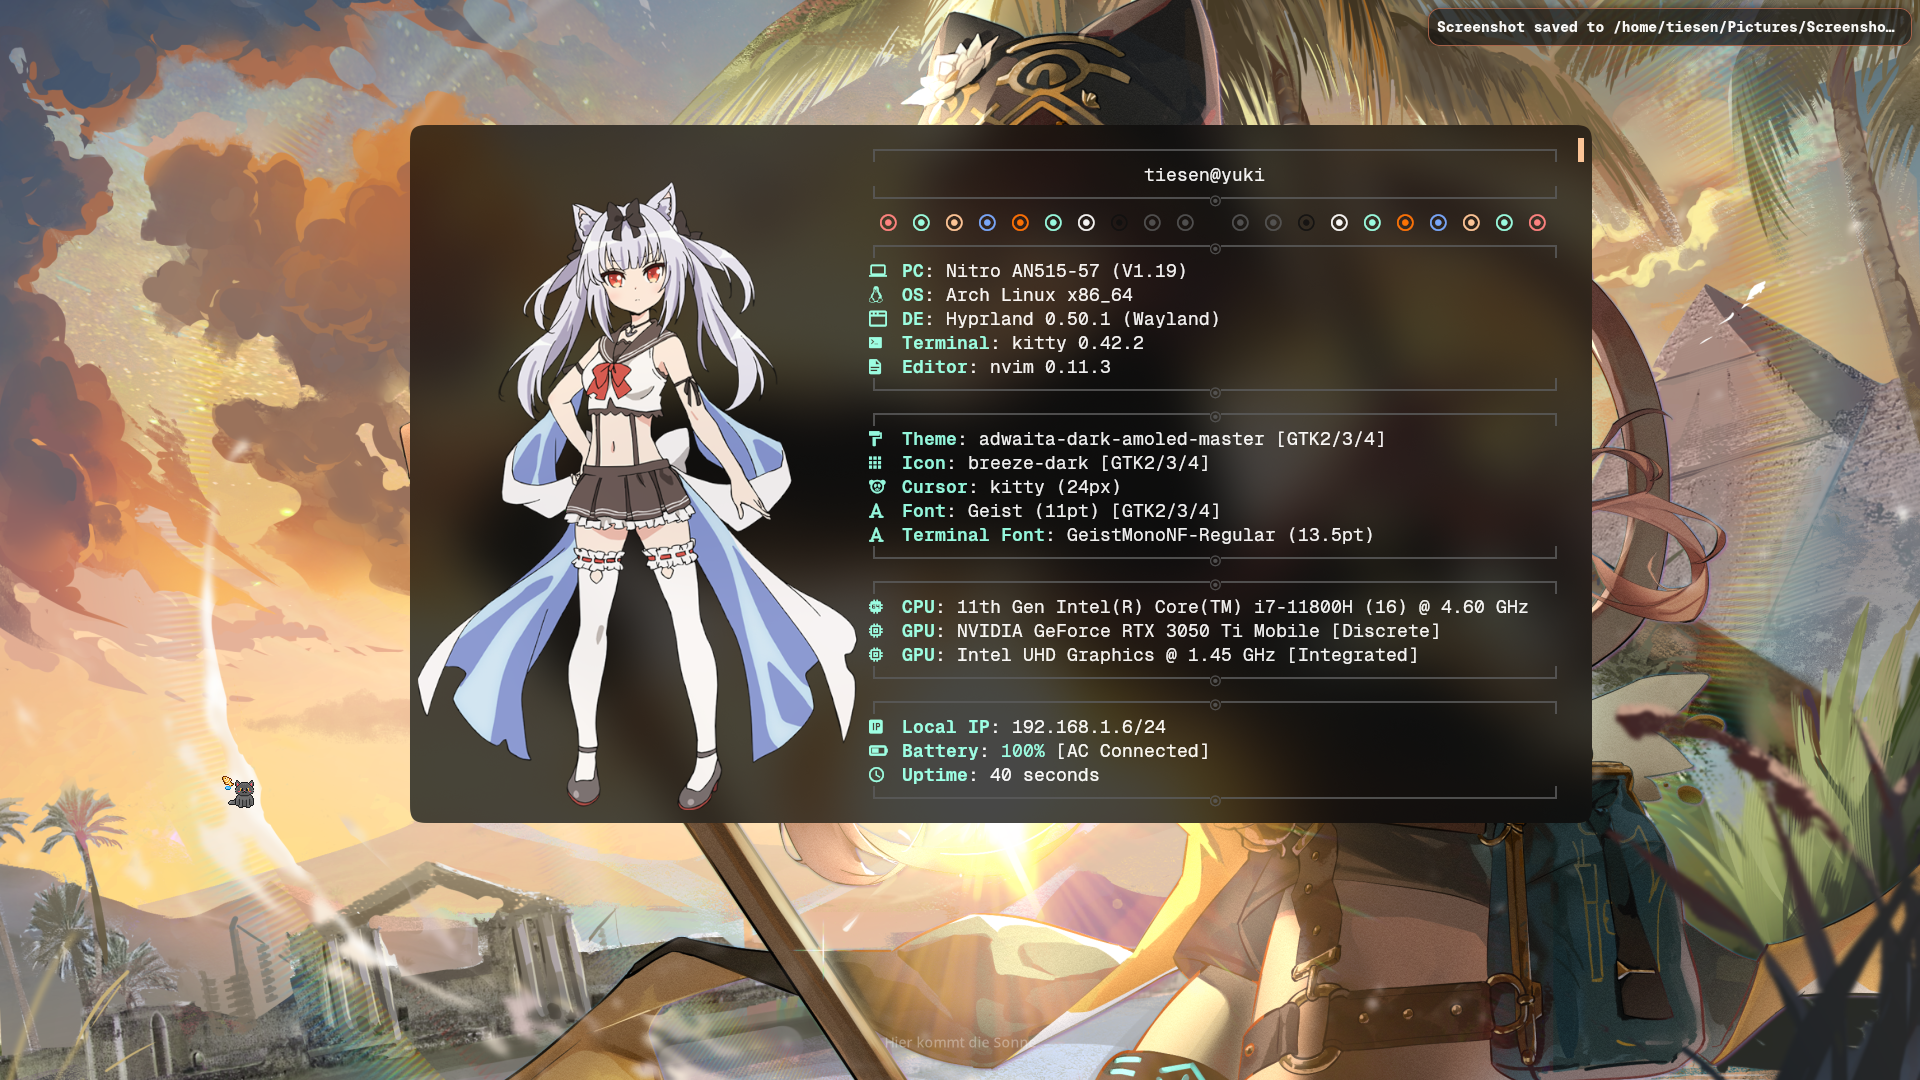 Screenshot saved to /home/tiesen/Pictures/Screensho…
tiesen@yuki
PC: Nitro AN515-57 (V1.19)
OS: Arch Linux x86_64
DE: Hyprland 0.50.1 (Wayland)
Terminal: kitty 0.42.2
Editor: nvim 0.11.3
Theme: adwaita-dark-amoled-master [GTK2/3/4]
Icon: breeze-dark [GTK2/3/4]
Cursor: kitty (24px)
Font: Geist (11pt) [GTK2/3/4]
Terminal Font: GeistMonoNF-Regular (13.5pt)
CPU: 11th Gen Intel(R) Core(TM) i7-11800H (16) @ 4.60 GHz
GPU: NVIDIA GeForce RTX 3050 Ti Mobile [Discrete]
GPU: Intel UHD Graphics @ 1.45 GHz [Integrated]
IP Local IP: 192.168.1.6/24
Battery: 100% [AC Connected]
Uptime: 40 seconds
Hier kommt die Sonne